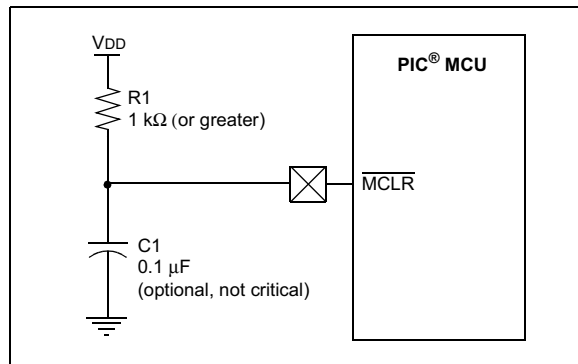 VDD
PIC® MCU
R1
1 kΩ (or greater)
MCLR
C1
0.1 μF
(optional, not critical)